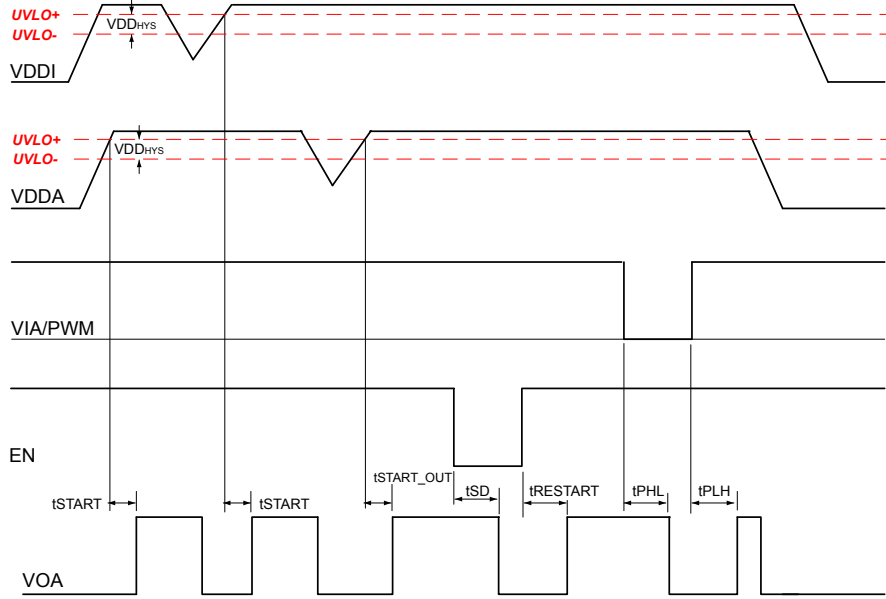 UVLO+
VDDHYS
UVLO-
VDDI
UVLO+
VDDHYS
UVLO-
VDDA
VIA/PWM
EN
tSTART
tSTART
tSTART_OUT
tSD
tRESTART
tPHL
tPLH
VOA